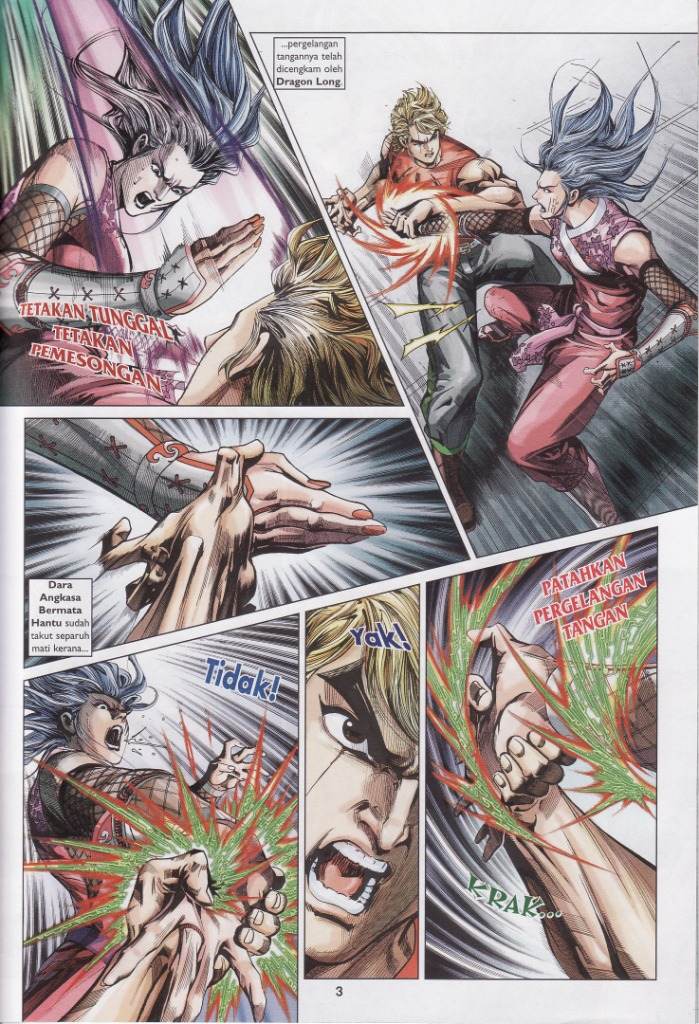 TETAKAN TUNGGAL
TETAKAN
PEMESONGAN
...pergelangan
tangannya telah
dicengkam oleh
Dragon Long.
Dara
Angkasa
Bermata
Hantu sudah
takut separuh
mati kerana...
Tidak!
Yak!
PATAHKAN
PERGELANGAN
TANGAN
KRAK...
3